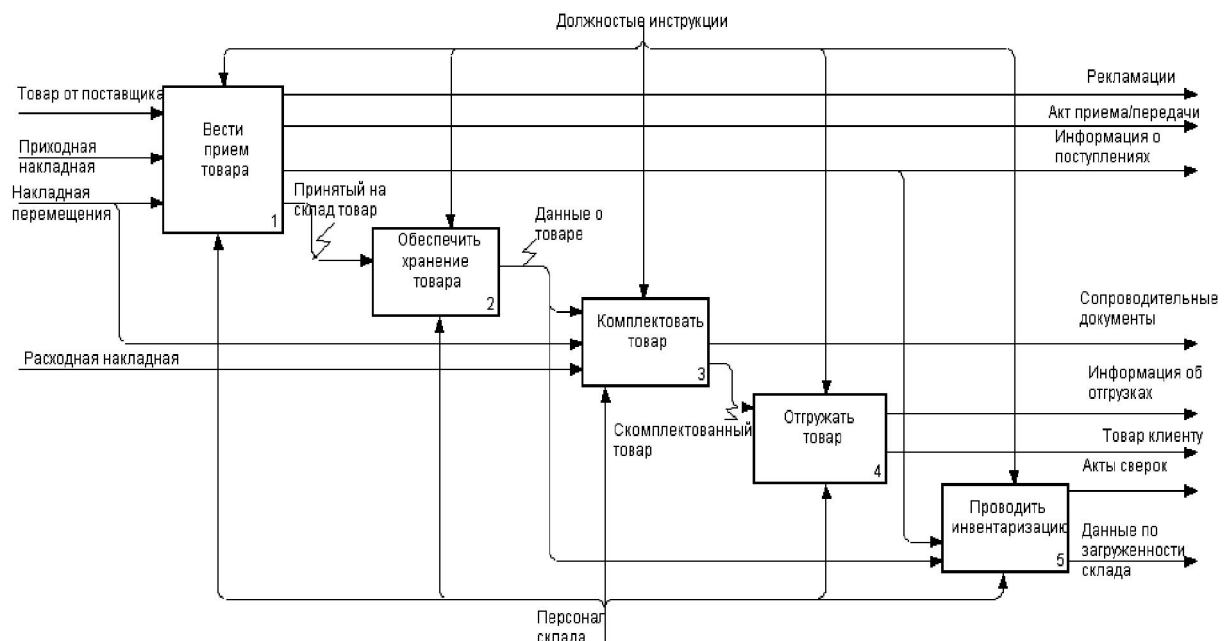 Должностые инструкции
Товар от поставщика
Приходная
накладная
Накладная
перемещения
Вести
прием
товара
1
Рекламации
Акт приема/передачи
Информация о
поступлениях
Принятый на
склад товар
Обеспечить
хранение
товара
2
Данные о
товаре
Расходная накладная
Комплектовать
товар
3
Сопроводительные
документы
Скомплектованный
товар
Отгружать
товар
4
Информация об
отгрузках
Товар клиенту
Акты сверок
Проводить
инвентаризацию
5
Данные по
загруженности
склада
Персонал
склада